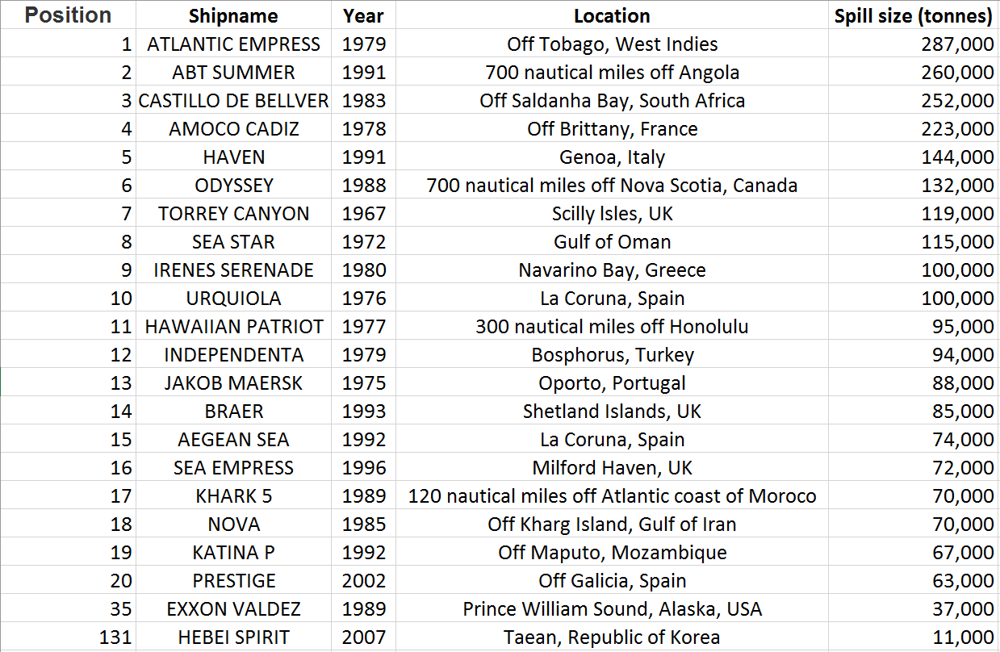 Position Shipname Year Location Spill size (tonnes)
1 ATLANTIC EMPRESS 1979 Off Tobago, West Indies 287,000
2 ABT SUMMER 1991 700 nautical miles off Angola 260,000
3 CASTILLO DE BELLVER 1983 Off Saldanha Bay, South Africa 252,000
4 AMOCO CADIZ 1978 Off Brittany, France 223,000
5 HAVEN 1991 Genoa, Italy 144,000
6 ODYSSEY 1988 700 nautical miles off Nova Scotia, Canada 132,000
7 TORREY CANYON 1967 Scilly lsles, UK 119,000
8 SEA STAR 1972 Gulf of Oman 115,000
9 IRENES SERENADE 1980 Navarino Bay, Greece 100,000
10 URQUIOLA 1976 La Coruna, Spain 100,000
11 HAWAIIAN PATRIOT 1977 300 nautical miles off Honolulu 95,000
12 INDEPENDENTA 1979 Bosphorus, Turkey 94,000
13 JAKOB MAERSK 1975 Oporto, Portugal 88,000
14 BRAER 1993 Shetland Islands, UK 85,000
15 AEGEAN SEA 1992 La Coruna, Spain 74,000
16 SEA EMPRESS 1996 Milford Haven, UK 72,000
17 KHARK 5 1989 120 nautical miles off Atlantic coast of Moroco 70,000
18 NOVA 1985 Off Kharg Island, Gulf of Iran 70,000
19 KATINA P 1992 Off Maputo, Mozambique 67,000
20 PRESTIGE 2002 Off Galicia, Spain 63,000
35 EXXON VALDEZ 1989 Prince William Sound, Alaska, USA 37,000
131 HEBEI SPIRIT 2007 Taean, Republic of Korea 11,000